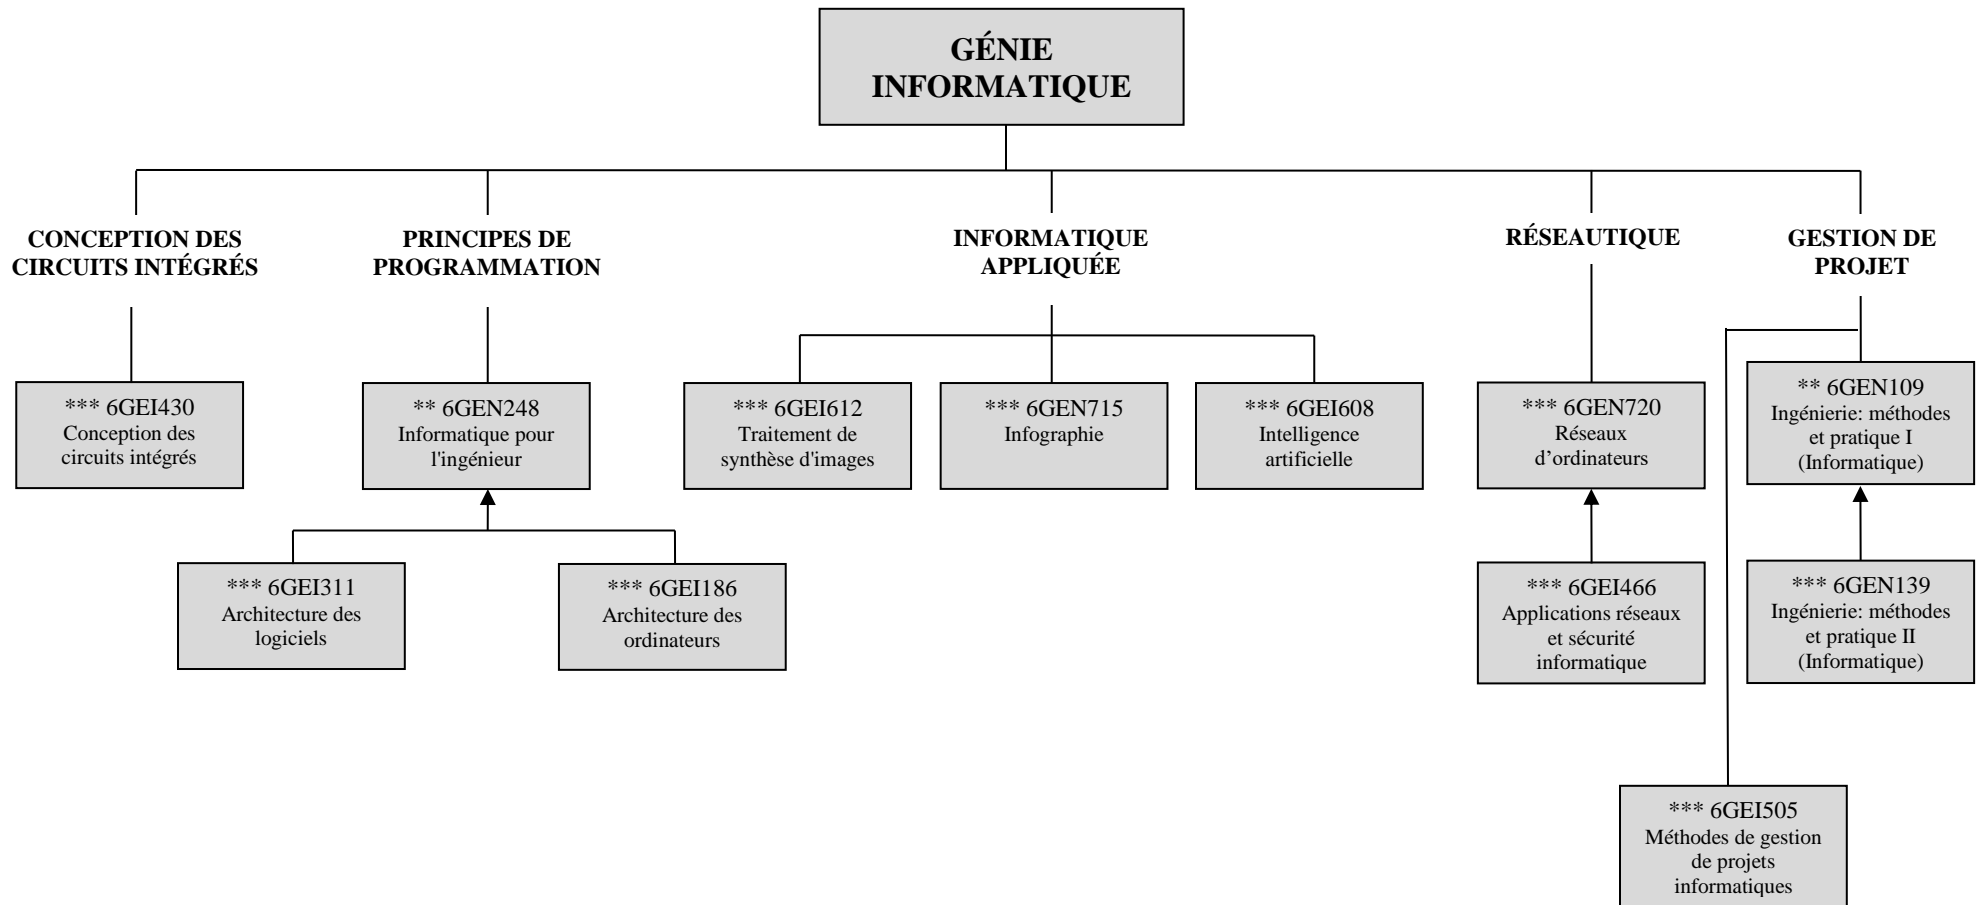 GÉNIE
INFORMATIQUE
CONCEPTION DES
CIRCUITS INTÉGRÉS
PRINCIPES DE
PROGRAMMATION
INFORMATIQUE
APPLIQUÉE
RÉSEAUTIQUE
GESTION DE
PROJET
*** 6GEI430
Conception des
circuits intégrés
** 6GEN248
Informatique pour
l'ingénieur
*** 6GEI612
Traitement de
synthèse d'images
*** 6GEN715
Infographie
*** 6GEI608
Intelligence
artificielle
*** 6GEN720
Réseaux
d’ordinateurs
** 6GEN109
Ingénierie: méthodes
et pratique I
(Informatique)
*** 6GEI311
Architecture des
logiciels
*** 6GEI186
Architecture des
ordinateurs
*** 6GEI466
Applications réseaux
et sécurité
informatique
*** 6GEN139
Ingénierie: méthodes
et pratique II
(Informatique)
*** 6GEI505
Méthodes de gestion
de projets
informatiques